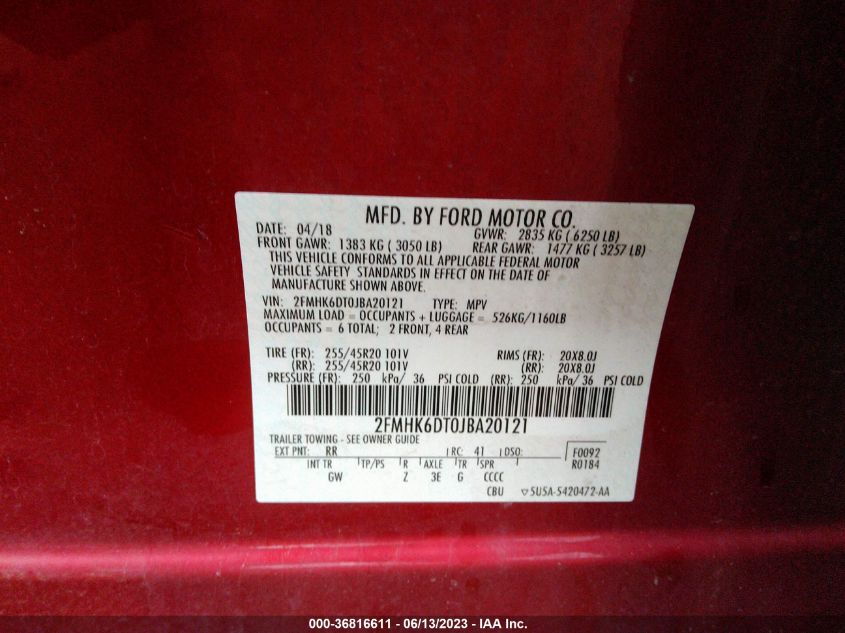 MFD. BY FORD MOTOR CO.
DATE: 04/18 GVWR: 2835 KG ( 6250 LB)
FRONT GAWR: 1383 KG ( 3050 LB) REAR GAWR: 1477 KG ( 3257 LB)
THIS VEHICLE CONFORMS TO ALL APPLICABLE FEDERAL MOTOR
VEHICLE SAFETY STANDARDS IN EFFECT ON THE DATE OF
MANUFACTURE SHOWN ABOVE.
VIN: 2FMHK6DT0JBA20121 TYPE: MPV
MAXIMUM LOAD = OCCUPANTS + LUGGAGE = 526KG/1160LB
OCCUPANTS = 6 TOTAL; 2 FRONT, 4 REAR
TIRE (FR): 255/45R20 101V RIMS (FR): 20X8.0J
(RR): 255/45R20 101V (RR): 20X8.0J
PRESSURE (FR): 250 kPa/ 36 PSI COLD (RR): 250 kPa/ 36 PSI COLD
2FMHK6DT0JBA20121
TRAILER TOWING - SEE OWNER GUIDE
EXT PNT: RR RC: 41 DSO: F0092
INT TR TP/PS R AXLE TR SPR R0184
GW Z 3E G CCCC
CBU ▽5U5A-5420472-AA
000-36816611 - 06/13/2023 - IAA Inc.